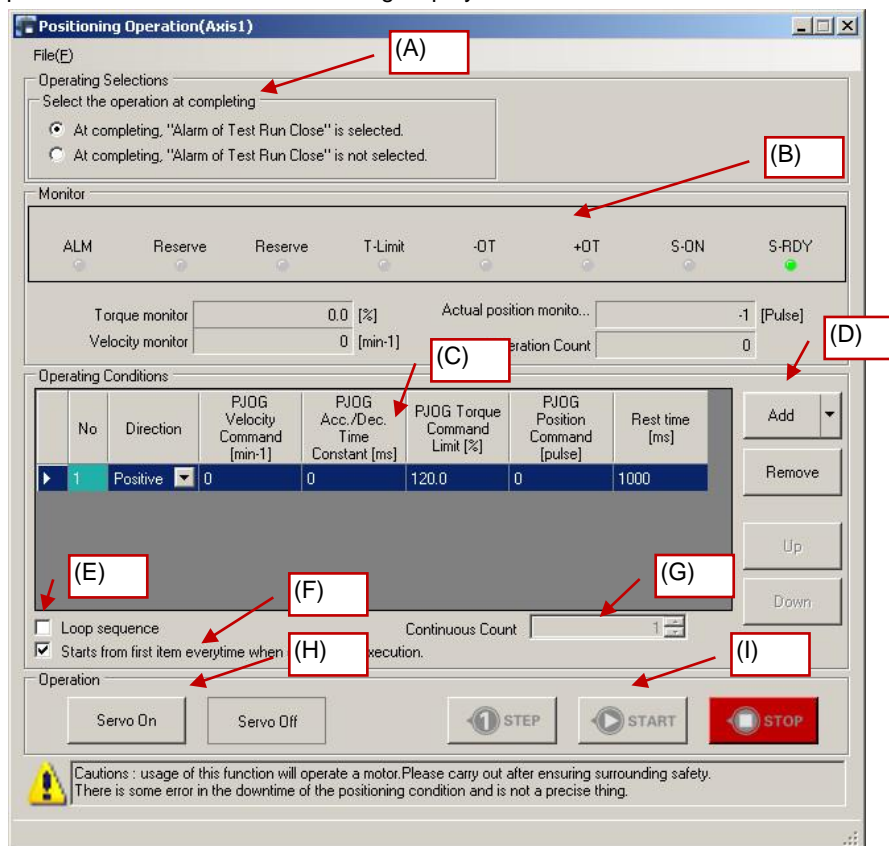 Positioning Operation(Axis1)
File(F)
(A)
Operating Selections
Select the operation at completing
At completing, "Alarm of Test Run Close" is selected.
At completing, "Alarm of Test Run Close" is not selected.
(B)
Monitor
ALM Reserve Reserve T-Limit -OT +OT S-ON S-RDY
Torque monitor 0.0 [%] Actual position monito... -1 [Pulse]
Velocity monitor 0 [min-1] eration Count 0
(C)
(D)
Operating Conditions
No Direction PJOG Velocity Command [min-1] PJOG Acc./Dec. Time Constant [ms] PJOG Torque Command Limit [%] PJOG Position Command [pulse] Rest time [ms]
1 Positive 0 0 120.0 0 1000
Add
Remove
Up
Down
(E)
(F)
(G)
Loop sequence Continuous Count 1
Starts from first item everytime when xecution.
(H)
(I)
Operation
Servo On Servo Off 1 STEP START STOP
Cautions : usage of this function will operate a motor.Please carry out after ensuring surrounding safety.
There is some error in the downtime of the positioning condition and is not a precise thing.